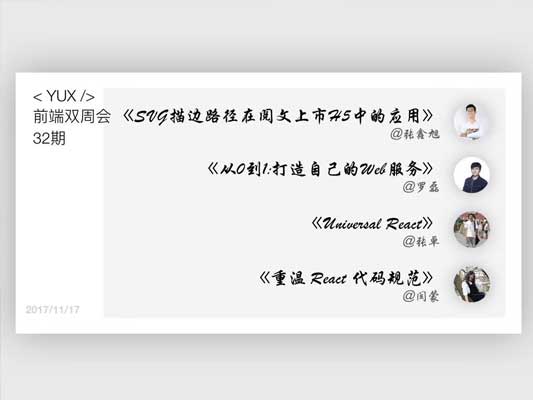 < YUX />
前端双周会
32期
《SVG描边路径在阅文上市H5中的应用》
@张鑫旭
《从0到1:打造自己的Web服务》
@罗磊
《Universal React》
@张卓
《重温 React 代码规范》
@闫蒙
2017/11/17